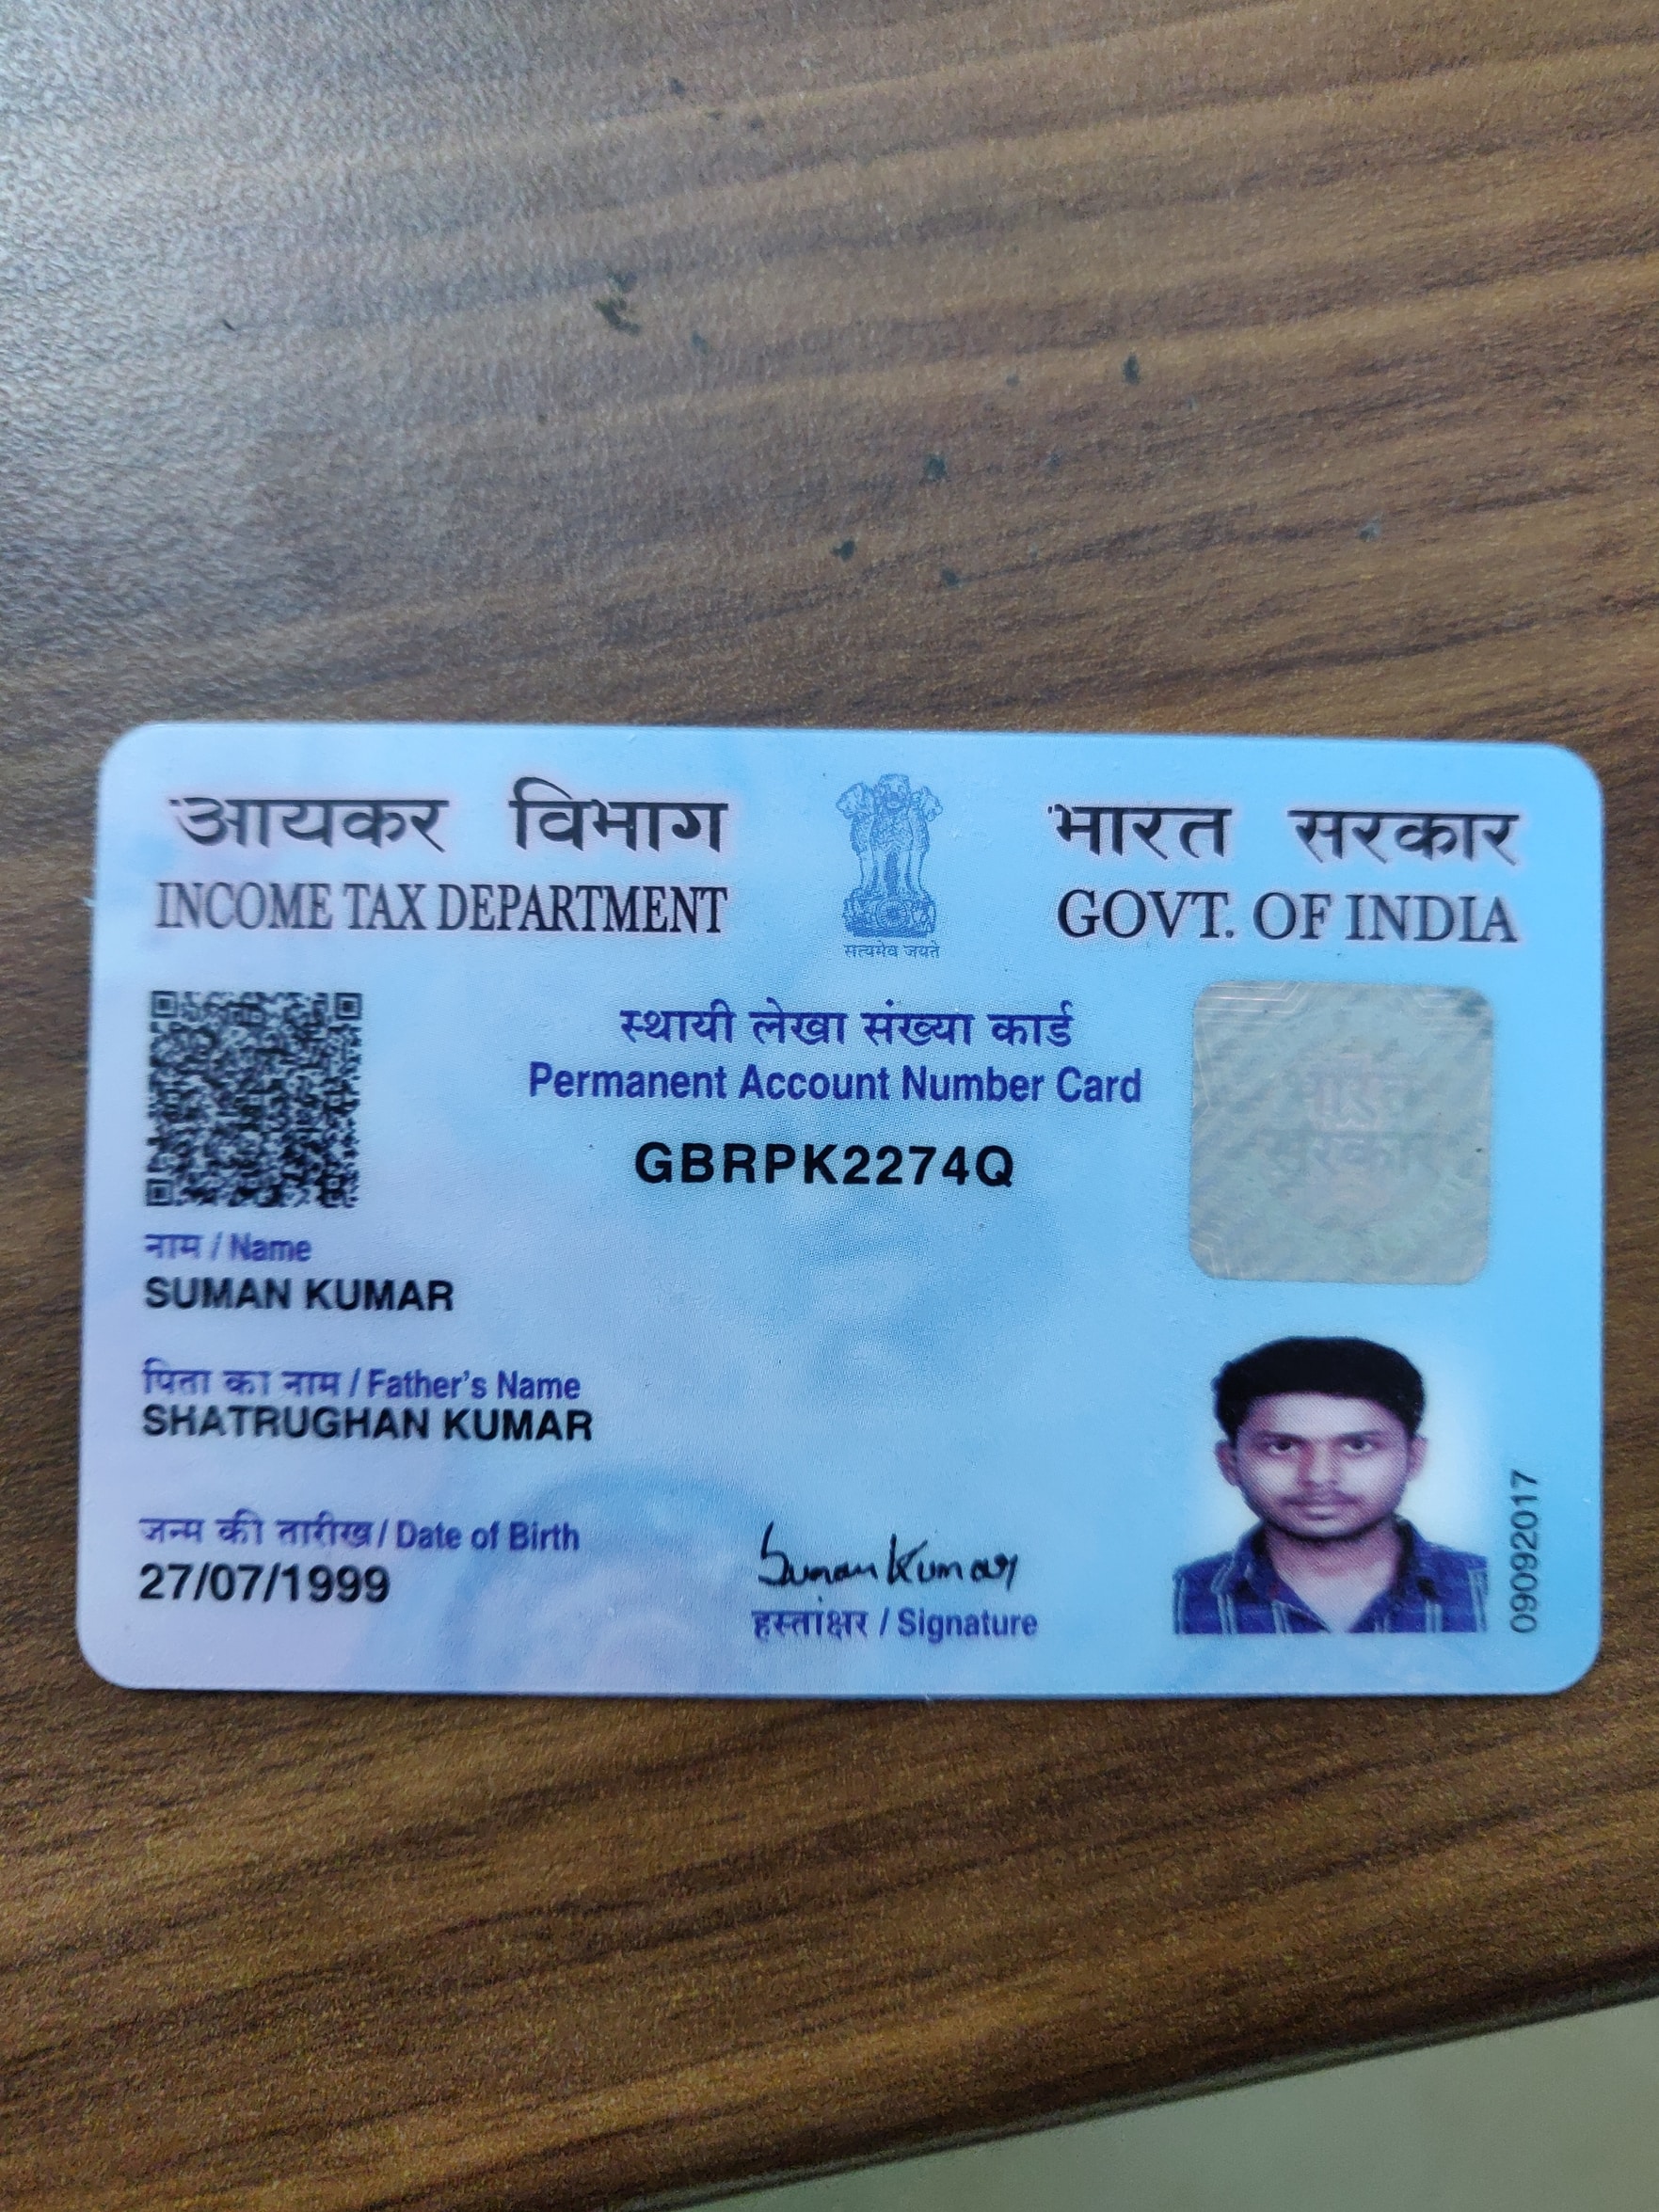 आयकर विभाग
INCOME TAX DEPARTMENT
सत्यमेव जयते
भारत सरकार
GOVT. OF INDIA
स्थायी लेखा संख्या कार्ड
Permanent Account Number Card
GBRPK2274Q
भारत
सरकार
नाम / Name
SUMAN KUMAR
पिता का नाम / Father's Name
SHATRUGHAN KUMAR
जन्म की तारीख / Date of Birth
27/07/1999
Suman Kumar
हस्तांक्षर / Signature
09092017